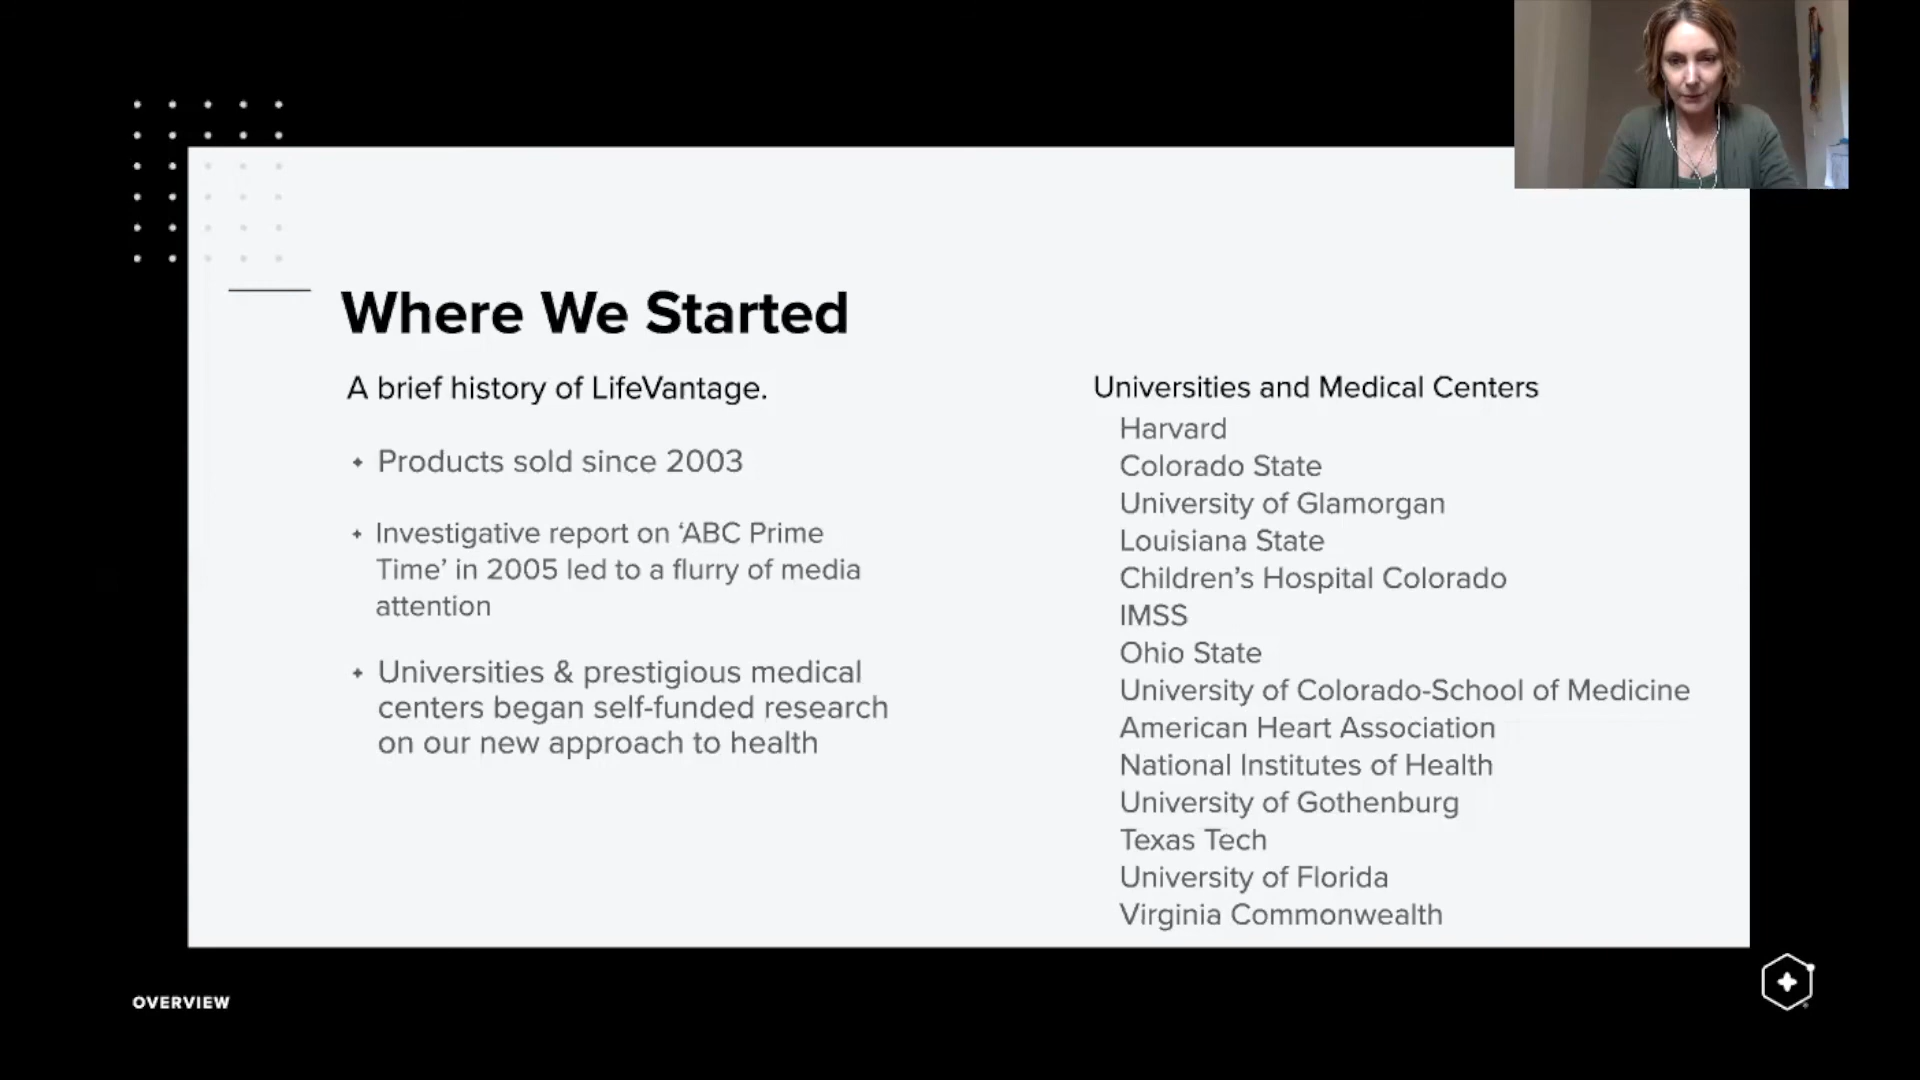 Where We Started
A brief history of LifeVantage.
Products sold since 2003
Investigative report on ‘ABC Prime
Time’ in 2005 led to a flurry of media
attention
Universities & prestigious medical
centers began self-funded research
on our new approach to health
Universities and Medical Centers
Harvard
Colorado State
University of Glamorgan
Louisiana State
Children’s Hospital Colorado
IMSS
Ohio State
University of Colorado-School of Medicine
American Heart Association
National Institutes of Health
University of Gothenburg
Texas Tech
University of Florida
Virginia Commonwealth
OVERVIEW